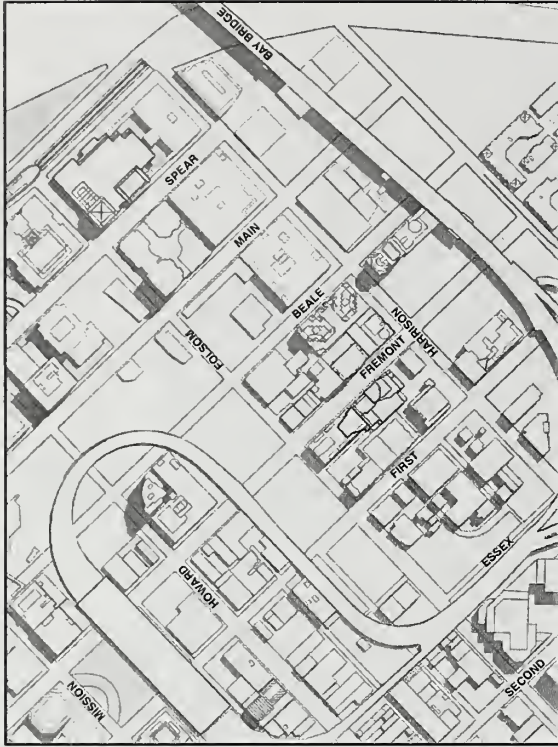 BAY BRIDGE
SPEAR
MAIN
FOLSOM
BEALE
FREMONT
HARRISON
FIRST
HOWARD
ESSEX
MISSION
SECOND